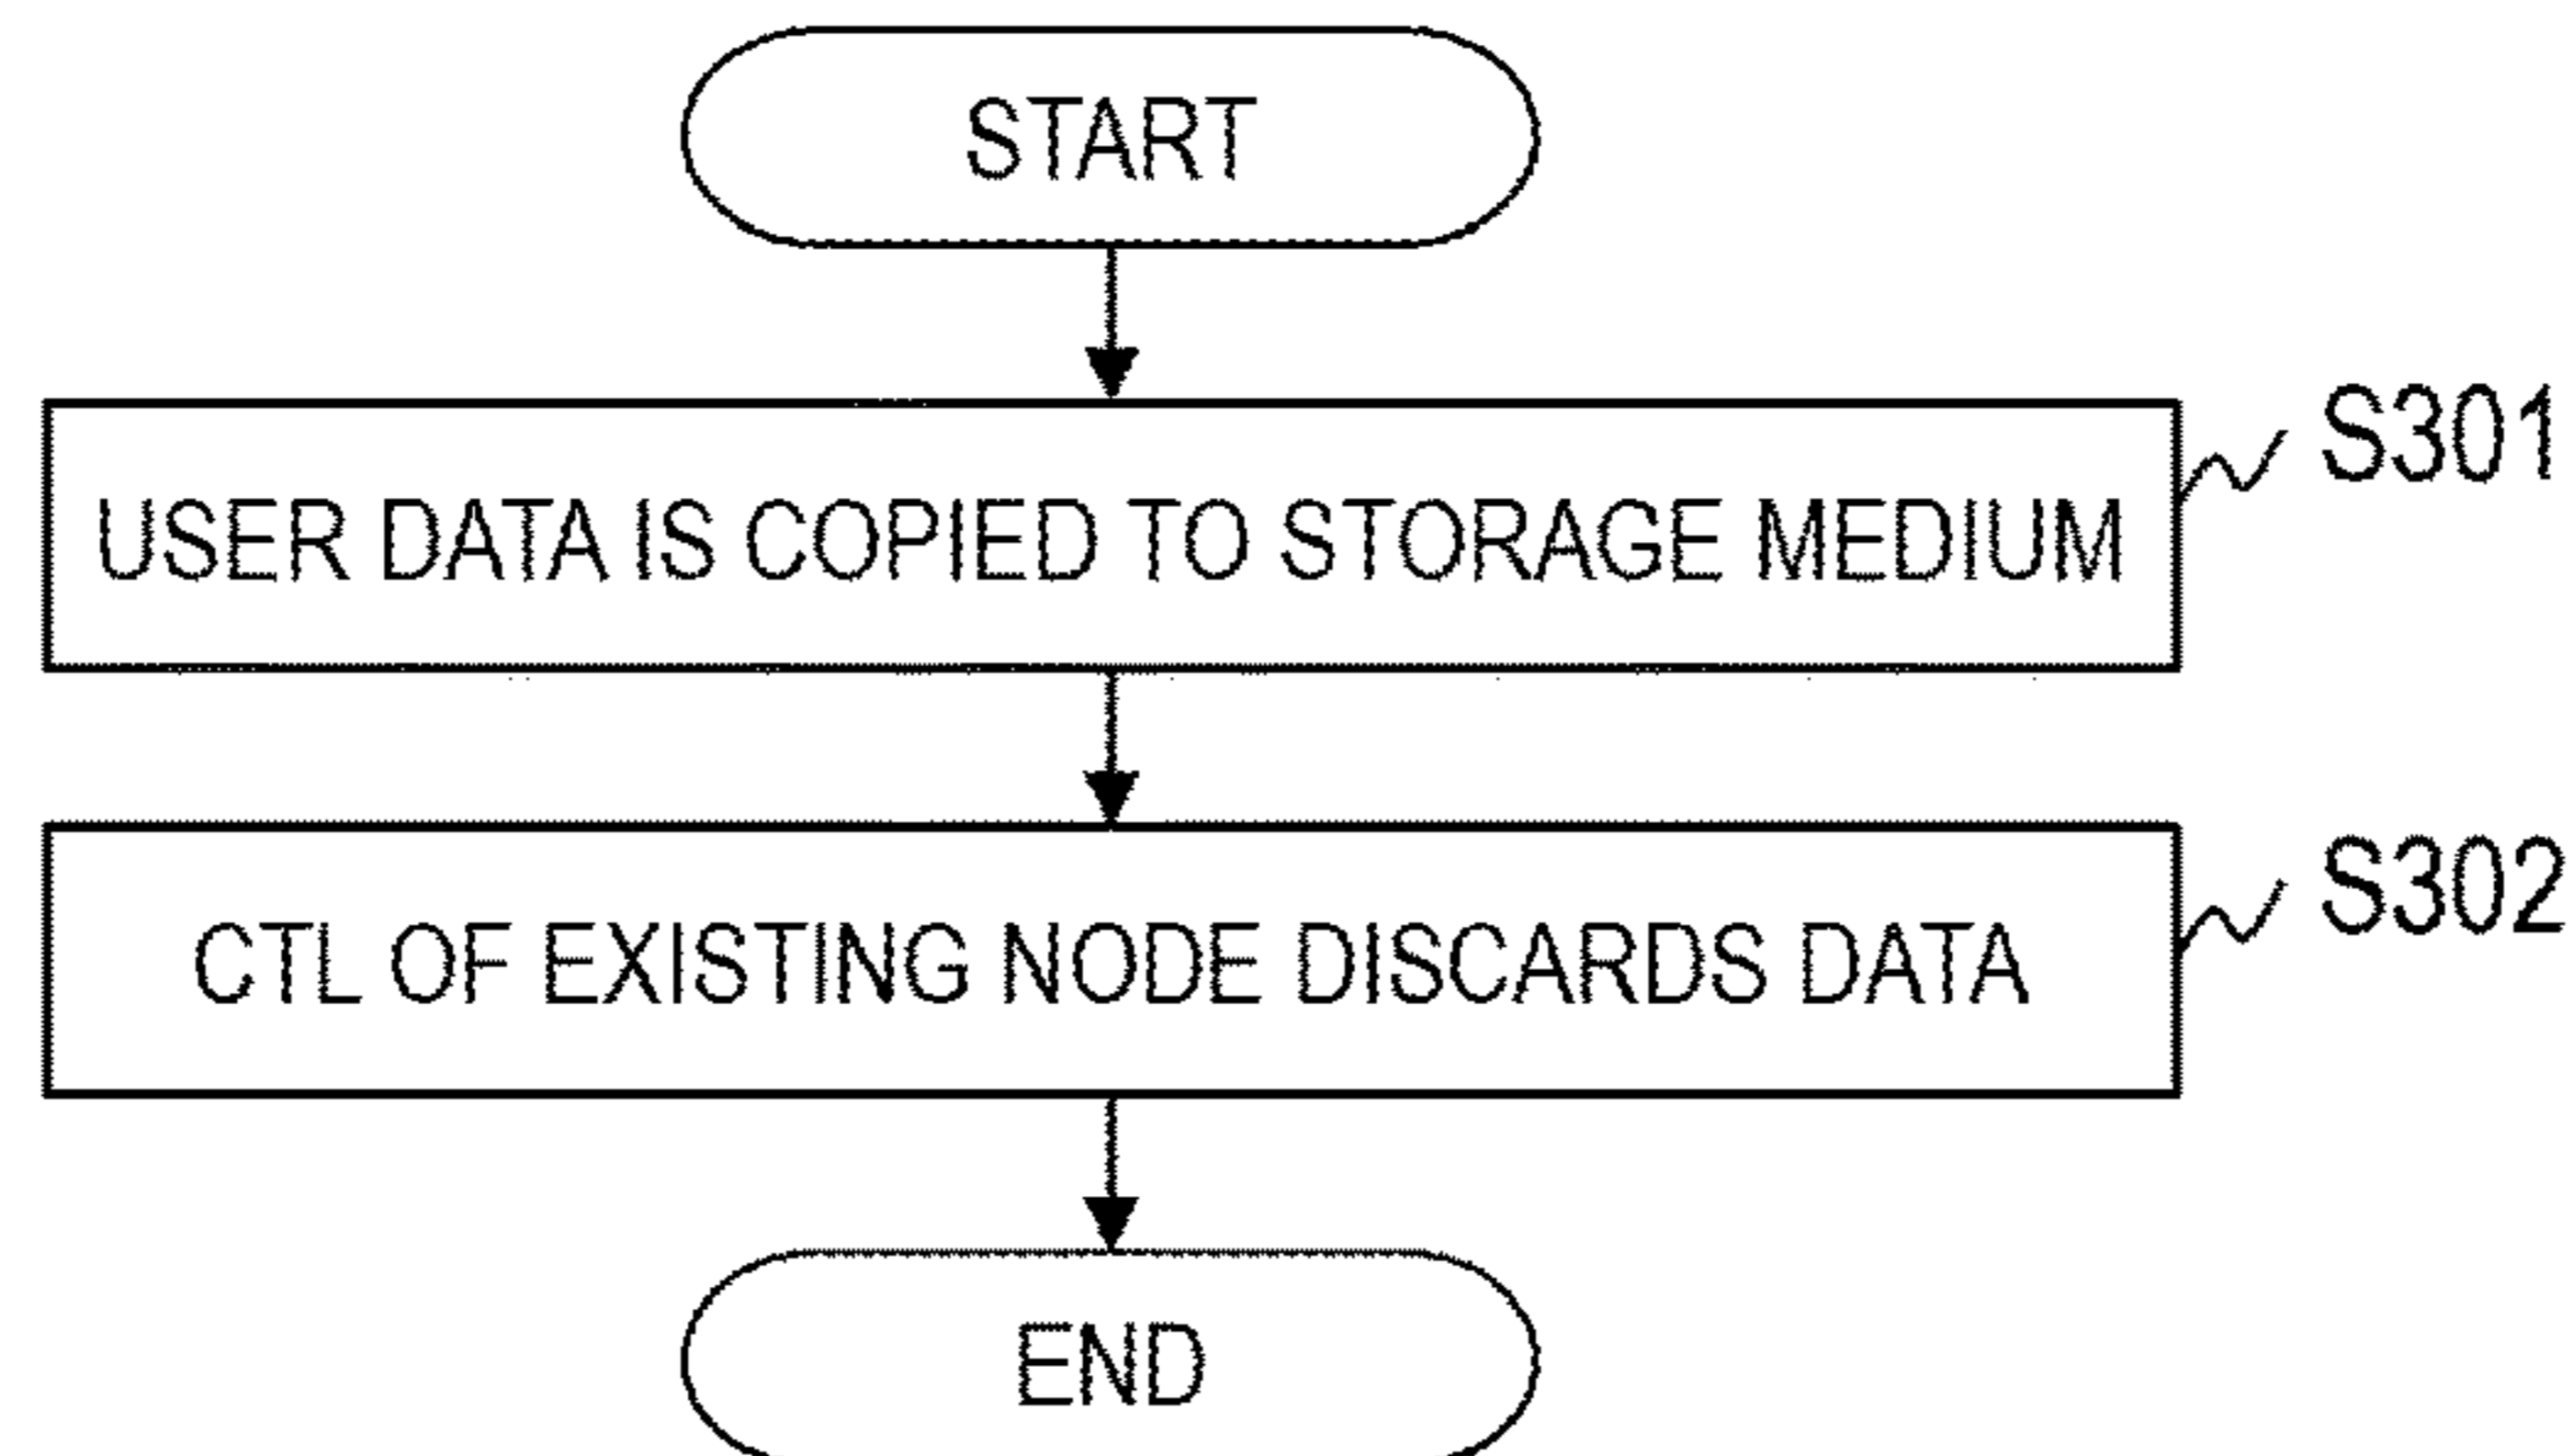 START
USER DATA IS COPIED TO STORAGE MEDIUM
S301
CTL OF EXISTING NODE DISCARDS DATA
S302
END